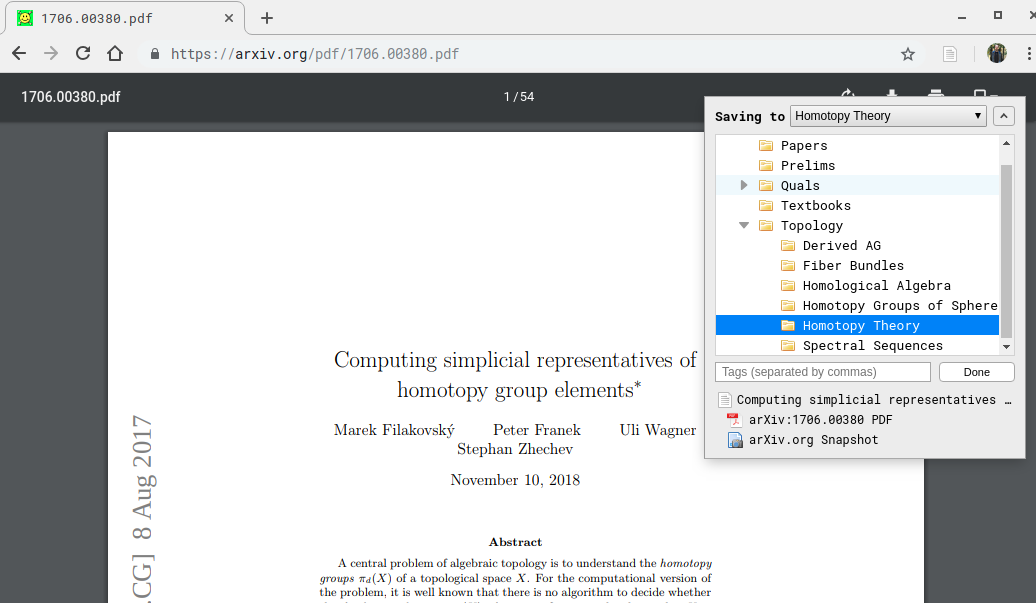 1706.00380.pdf
https://arxiv.org/pdf/1706.00380.pdf
1706.00380.pdf
1 / 54
Saving to Homotopy Theory
Papers
Prelims
Quals
Textbooks
Topology
Derived AG
Fiber Bundles
Homological Algebra
Homotopy Groups of Sphere
Homotopy Theory
Spectral Sequences
Tags (separated by commas)
Done
Computing simplicial representatives …
arXiv:1706.00380 PDF
arXiv.org Snapshot
Computing simplicial representatives of
homotopy group elements*
Marek Filakovský Peter Franek Uli Wagner
Stephan Zhechev
November 10, 2018
Abstract
A central problem of algebraic topology is to understand the homotopy
groups π_d(X) of a topological space X. For the computational version of
the problem, it is well known that there is no algorithm to decide whether
.CG] 8 Aug 2017